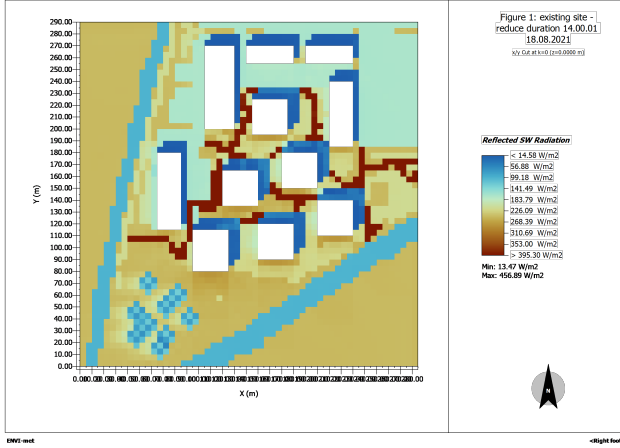 Figure 1: existing site -
reduce duration 14.00.01
18.08.2021
x/y Cut at k=0 (z=0.0000 m)
290.00
280.00
270.00
260.00
250.00
240.00
230.00
220.00
210.00
200.00
190.00
180.00
170.00
160.00
150.00
140.00
130.00
120.00
110.00
100.00
90.00
80.00
70.00
60.00
50.00
40.00
30.00
20.00
10.00
0.00
Y (m)
X (m)
Reflected SW Radiation
< 14.58 W/m2
56.88 W/m2
99.18 W/m2
141.49 W/m2
183.79 W/m2
226.09 W/m2
268.39 W/m2
310.69 W/m2
353.00 W/m2
> 395.30 W/m2
Min: 13.47 W/m2
Max: 456.89 W/m2
N
ENVI-met
<Right foot